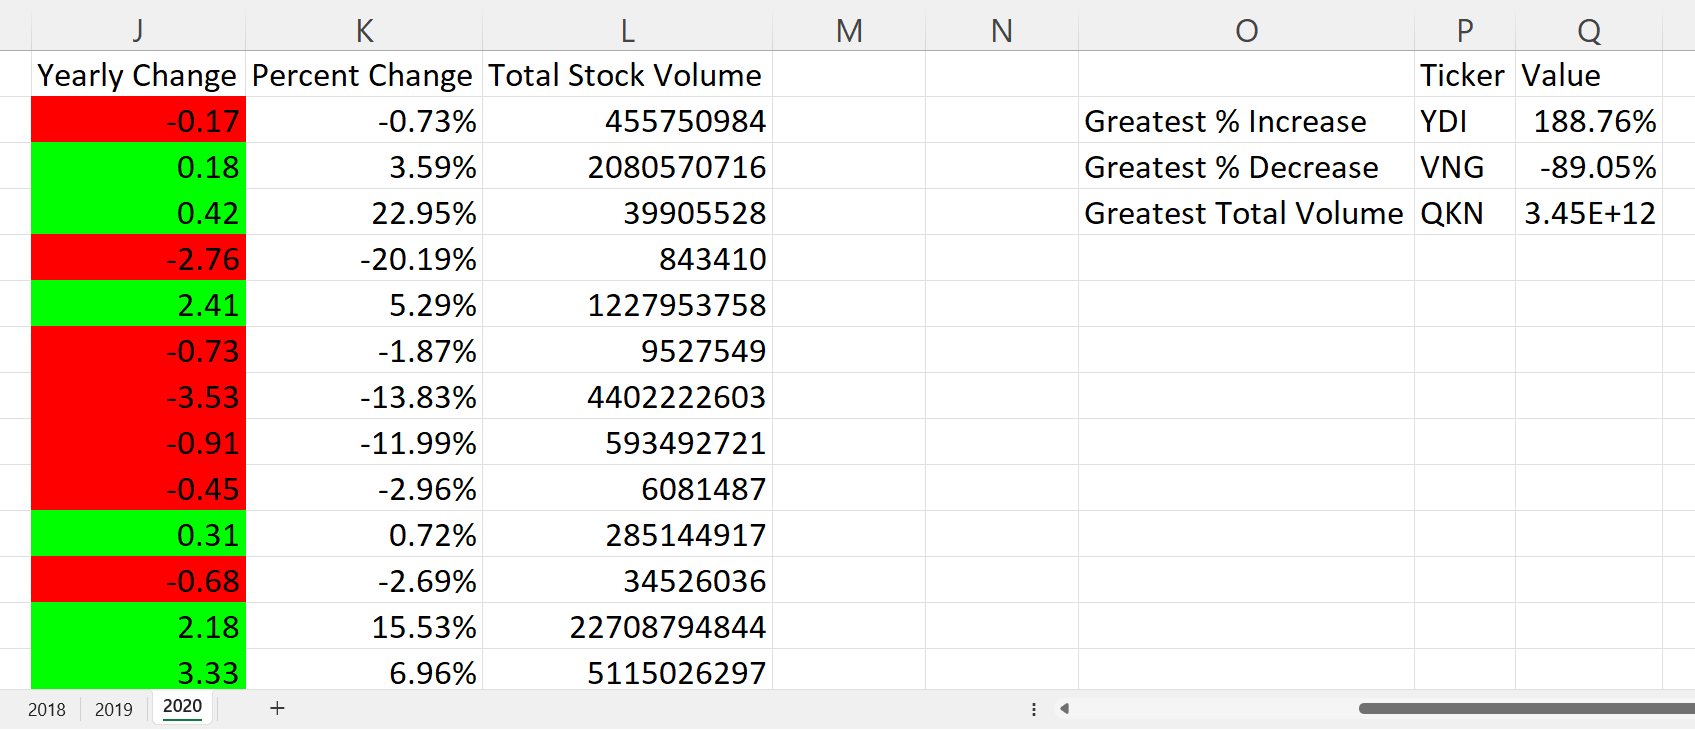 J K L M N O P Q
Yearly Change Percent Change Total Stock Volume Ticker Value
-0.17 -0.73% 455750984 Greatest % Increase YDI 188.76%
0.18 3.59% 2080570716 Greatest % Decrease VNG -89.05%
0.42 22.95% 39905528 Greatest Total Volume QKN 3.45E+12
-2.76 -20.19% 843410
2.41 5.29% 1227953758
-0.73 -1.87% 9527549
-3.53 -13.83% 4402222603
-0.91 -11.99% 593492721
-0.45 -2.96% 6081487
0.31 0.72% 285144917
-0.68 -2.69% 34526036
2.18 15.53% 22708794844
3.33 6.96% 5115026297
2018 2019 2020 +